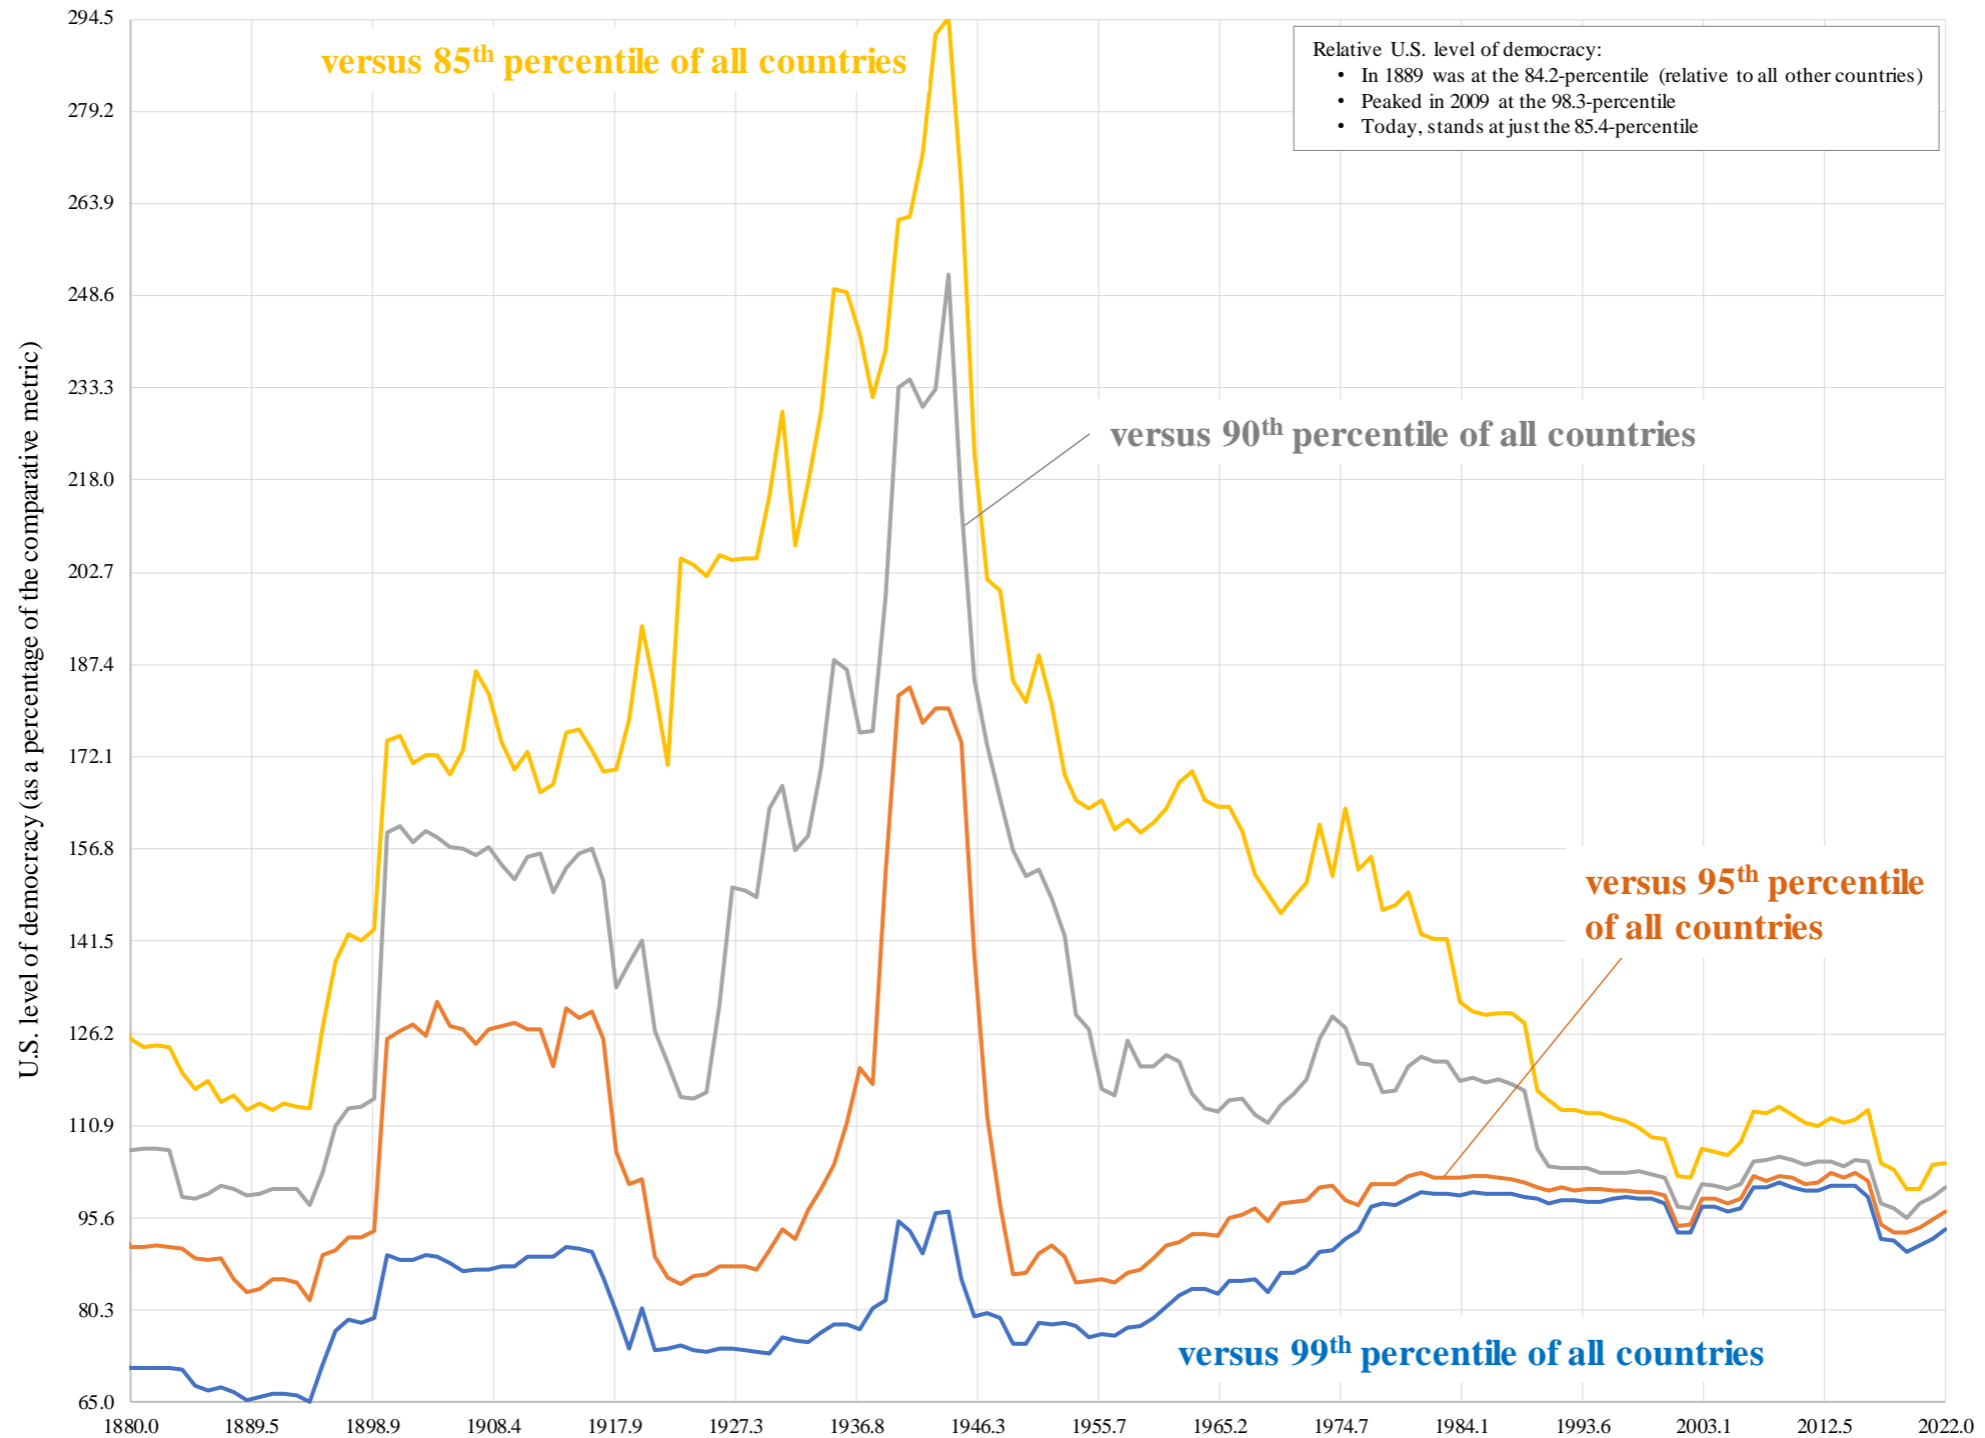 294.5
279.2
263.9
248.6
233.3
218.0
202.7
187.4
172.1
156.8
141.5
126.2
110.9
95.6
80.3
65.0
U.S. level of democracy (as a percentage of the comparative metric)
versus 85th percentile of all countries
Relative U.S. level of democracy:
• In 1889 was at the 84.2-percentile (relative to all other countries)
• Peaked in 2009 at the 98.3-percentile
• Today, stands at just the 85.4-percentile
versus 90th percentile of all countries
versus 95th percentile
of all countries
versus 99th percentile of all countries
1880.0 1889.5 1898.9 1908.4 1917.9 1927.3 1936.8 1946.3 1955.7 1965.2 1974.7 1984.1 1993.6 2003.1 2012.5 2022.0